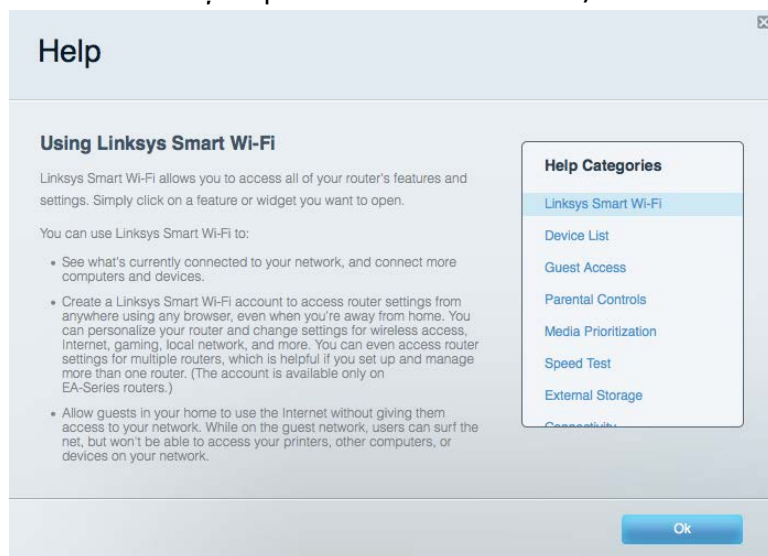 Help
Using Linksys Smart Wi-Fi
Linksys Smart Wi-Fi allows you to access all of your router's features and
settings. Simply click on a feature or widget you want to open.
You can use Linksys Smart Wi-Fi to:
• See what's currently connected to your network, and connect more
computers and devices.
• Create a Linksys Smart Wi-Fi account to access router settings from
anywhere using any browser, even when you're away from home. You
can personalize your router and change settings for wireless access,
Internet, gaming, local network, and more. You can even access router
settings for multiple routers, which is helpful if you set up and manage
more than one router. (The account is available only on
EA-Series routers.)
• Allow guests in your home to use the Internet without giving them
access to your network. While on the guest network, users can surf the
net, but won't be able to access your printers, other computers, or
devices on your network.
Help Categories
Linksys Smart Wi-Fi
Device List
Guest Access
Parental Controls
Media Prioritization
Speed Test
External Storage
Connectivity
Ok